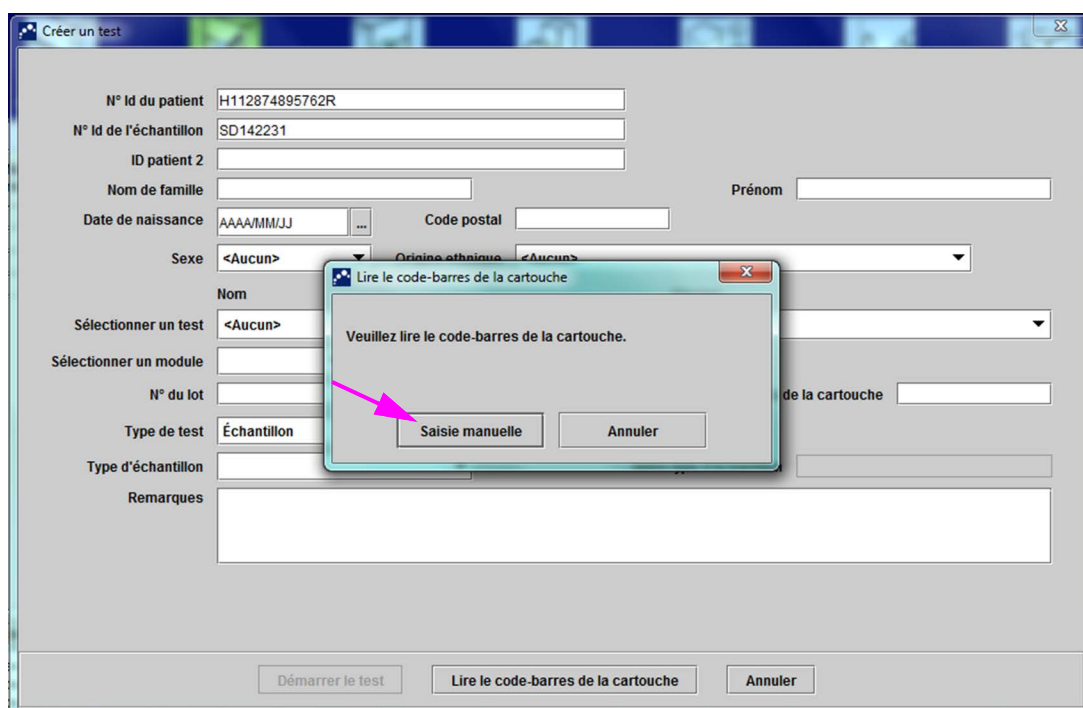 Créer un test
N° Id du patient H112874895762R
N° Id de l'échantillon SD142231
ID patient 2
Nom de famille Prénom
Date de naissance AAAA/MM/JJ ... Code postal
Sexe <Aucun> Origine ethnique <Aucun>
Lire le code-barres de la cartouche
Nom
Sélectionner un test <Aucun>
Veuillez lire le code-barres de la cartouche.
Sélectionner un module
N° du lot de la cartouche
Type de test Échantillon
Saisie manuelle Annuler
Type d'échantillon
Remarques
Démarrer le test Lire le code-barres de la cartouche Annuler